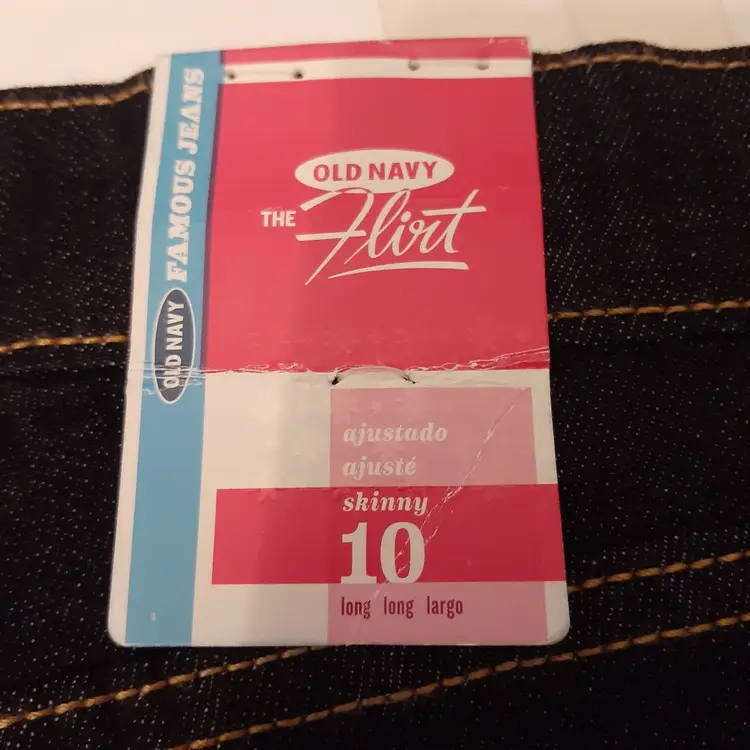 OLD NAVY
THE Flirt
OLD NAVY FAMOUS JEANS
ajustado
ajusté
skinny
10
long long largo